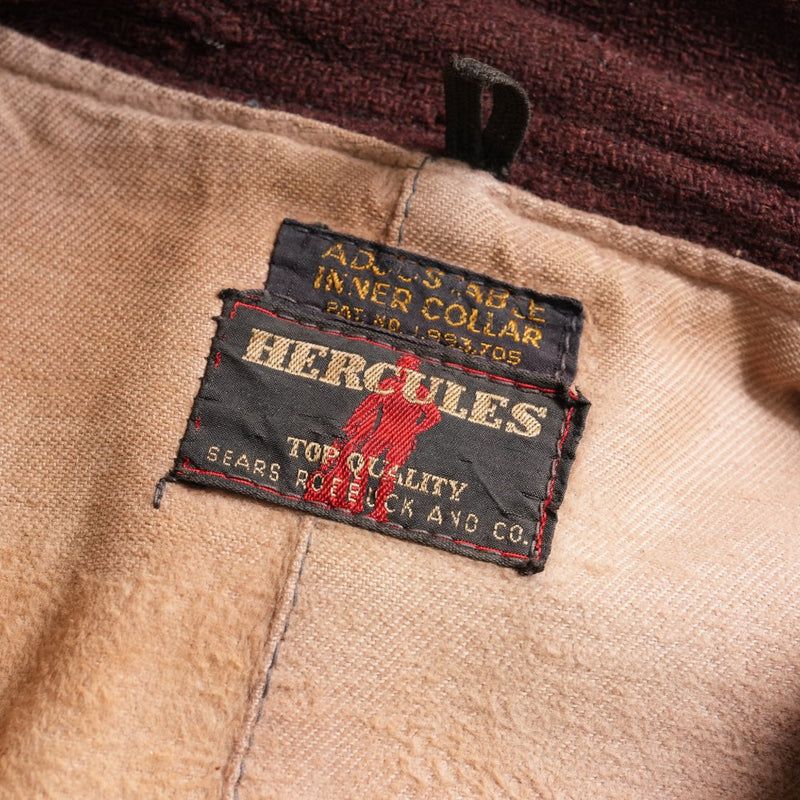 ADJUSTABLE
INNER COLLAR
PAT. NO. 1,993,705
HERCULES
TOP QUALITY
SEARS ROEBUCK AND CO.